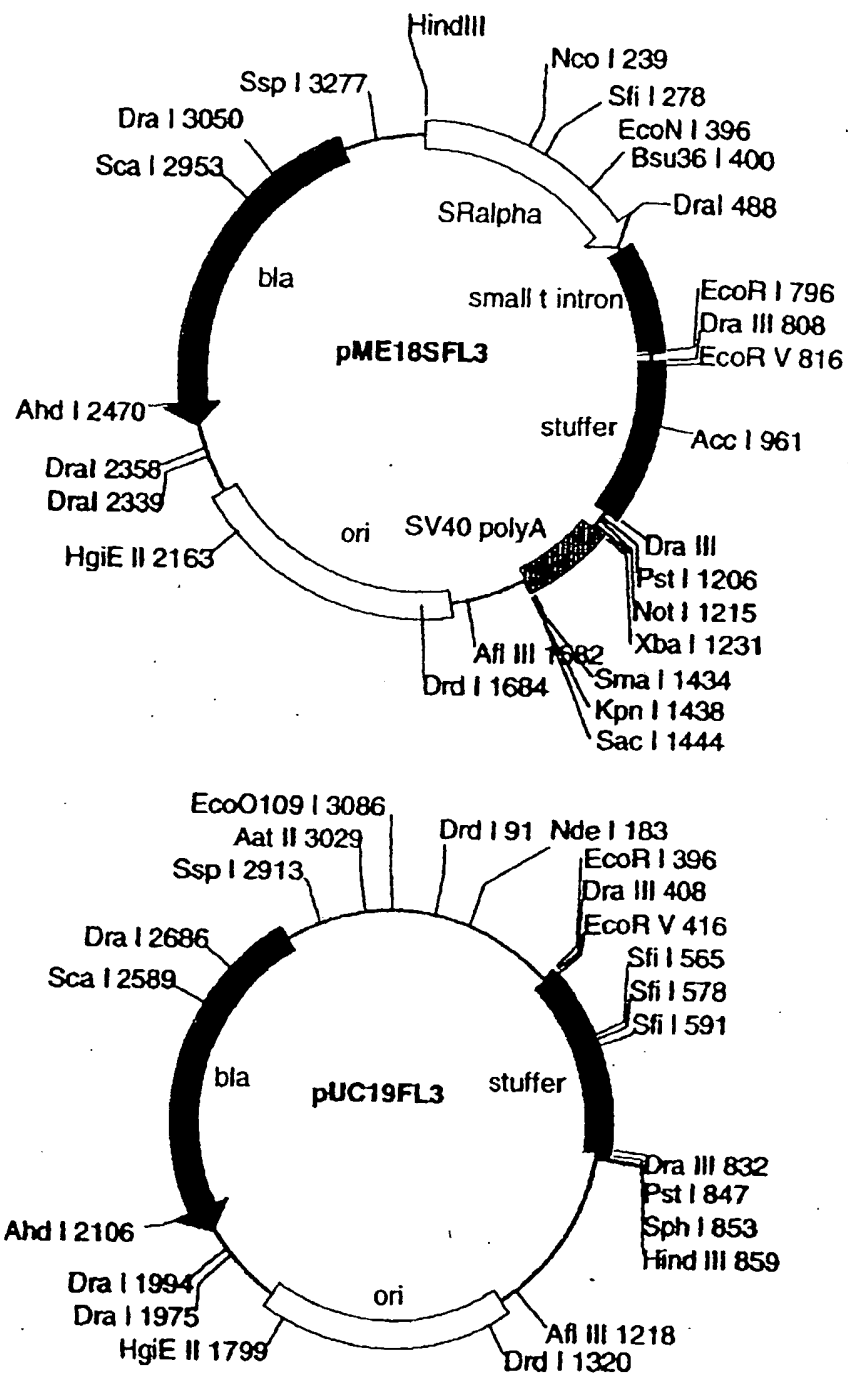 HindIII
Nco I 239
Ssp I 3277
Sfi I 278
Dra I 3050
EcoN I 396
Bsu36 I 400
Sca I 2953
DraI 488
SRalpha
bla
small t intron
EcoR I 796
Dra III 808
pME18SFL3
EcoR V 816
Ahd I 2470
stuffer
Acc I 961
DraI 2358
DraI 2339
ori
SV40 polyA
HgiE II 2163
Dra III
Pst I 1206
Not I 1215
Xba I 1231
Afl III 1682
Sma I 1434
Drd I 1684
Kpn I 1438
Sac I 1444
EcoO109 I 3086
Aat II 3029
Drd I 91
Nde I 183
Ssp I 2913
EcoR I 396
Dra III 408
EcoR V 416
Dra I 2686
Sfi I 565
Sca I 2589
Sfi I 578
Sfi I 591
bla
pUC19FL3
stuffer
Dra III 832
Pst I 847
Ahd I 2106
Sph I 853
Hind III 859
Dra I 1994
ori
Dra I 1975
HgiE II 1799
Afl III 1218
Drd I 1320